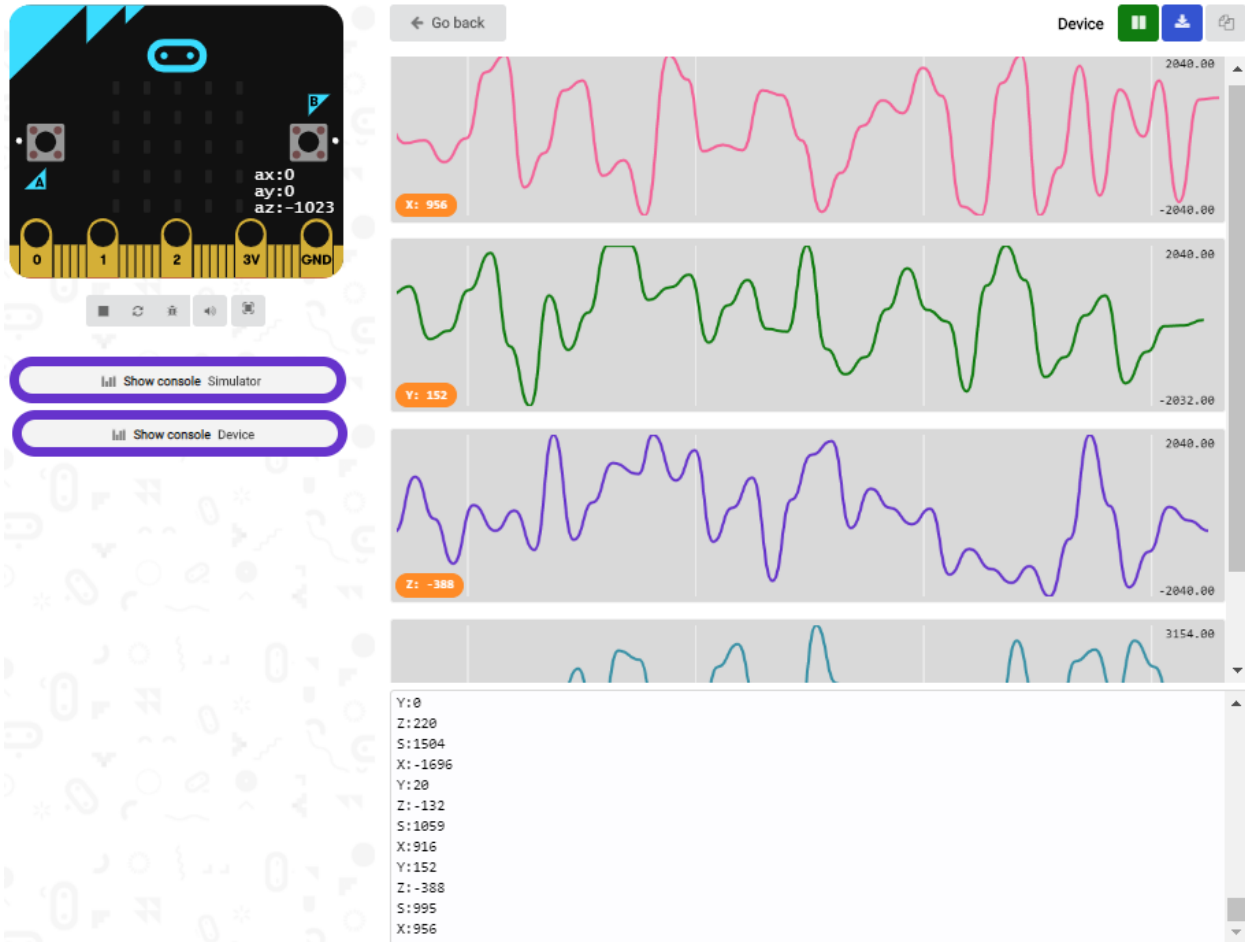 B
A
ax:0
ay:0
az:-1023
0 1 2 3V GND
Show console Simulator
Show console Device
Go back
Device
2040.00
X: 956
-2040.00
2040.00
Y: 152
-2032.00
2040.00
Z: -388
-2040.00
3154.00
Y:0
Z:220
S:1504
X:-1696
Y:20
Z:-132
S:1059
X:916
Y:152
Z:-388
S:995
X:956